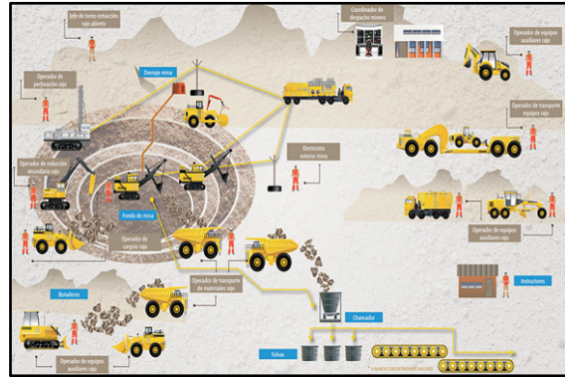 Jefe de turno extracción
rajo abierto
Coordinador de
despacho minero
Operador de equipos
auxiliares rajo
Drenaje mina
Operador de
perforación rajo
Operador de transporte
equipos rajo
Operador de reducción
secundaria rajo
Electricista
exterior mina
Fondo de mina
Operador de
carguío rajo
Operador de equipos
auxiliares rajo
Operador de transporte
de materiales rajo
Botaderos
Instructores
Chancador
Tolvas
Operador de equipos
auxiliares rajo